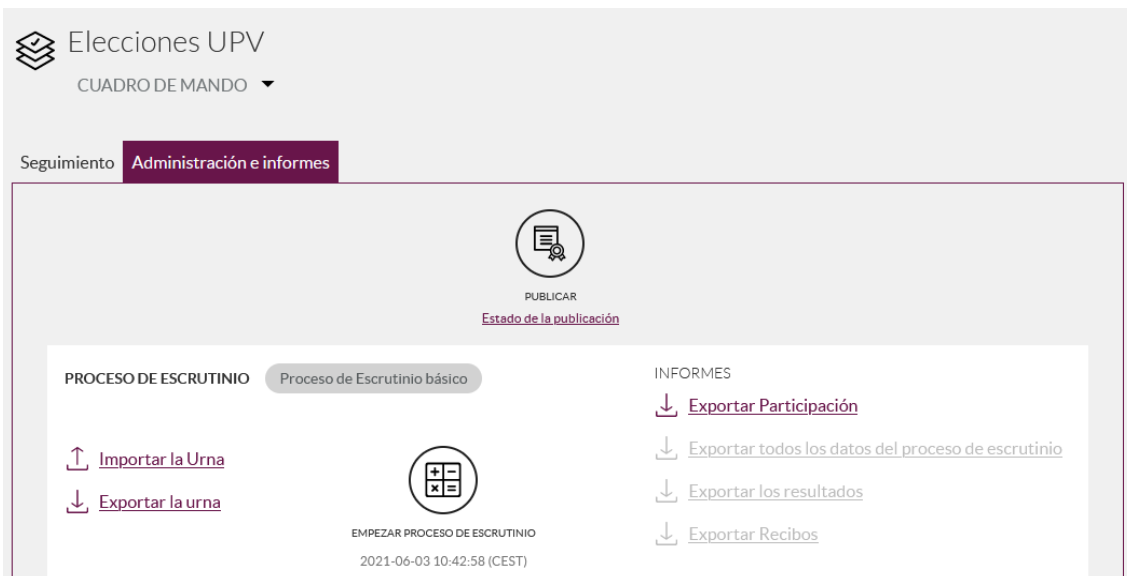 Elecciones UPV
CUADRO DE MANDO
Seguimiento
Administración e informes
PUBLICAR
Estado de la publicación
PROCESO DE ESCRUTINIO
Proceso de Escrutinio básico
Importar la Urna
Exportar la urna
EMPEZAR PROCESO DE ESCRUTINIO
2021-06-03 10:42:58 (CEST)
INFORMES
Exportar Participación
Exportar todos los datos del proceso de escrutinio
Exportar los resultados
Exportar Recibos